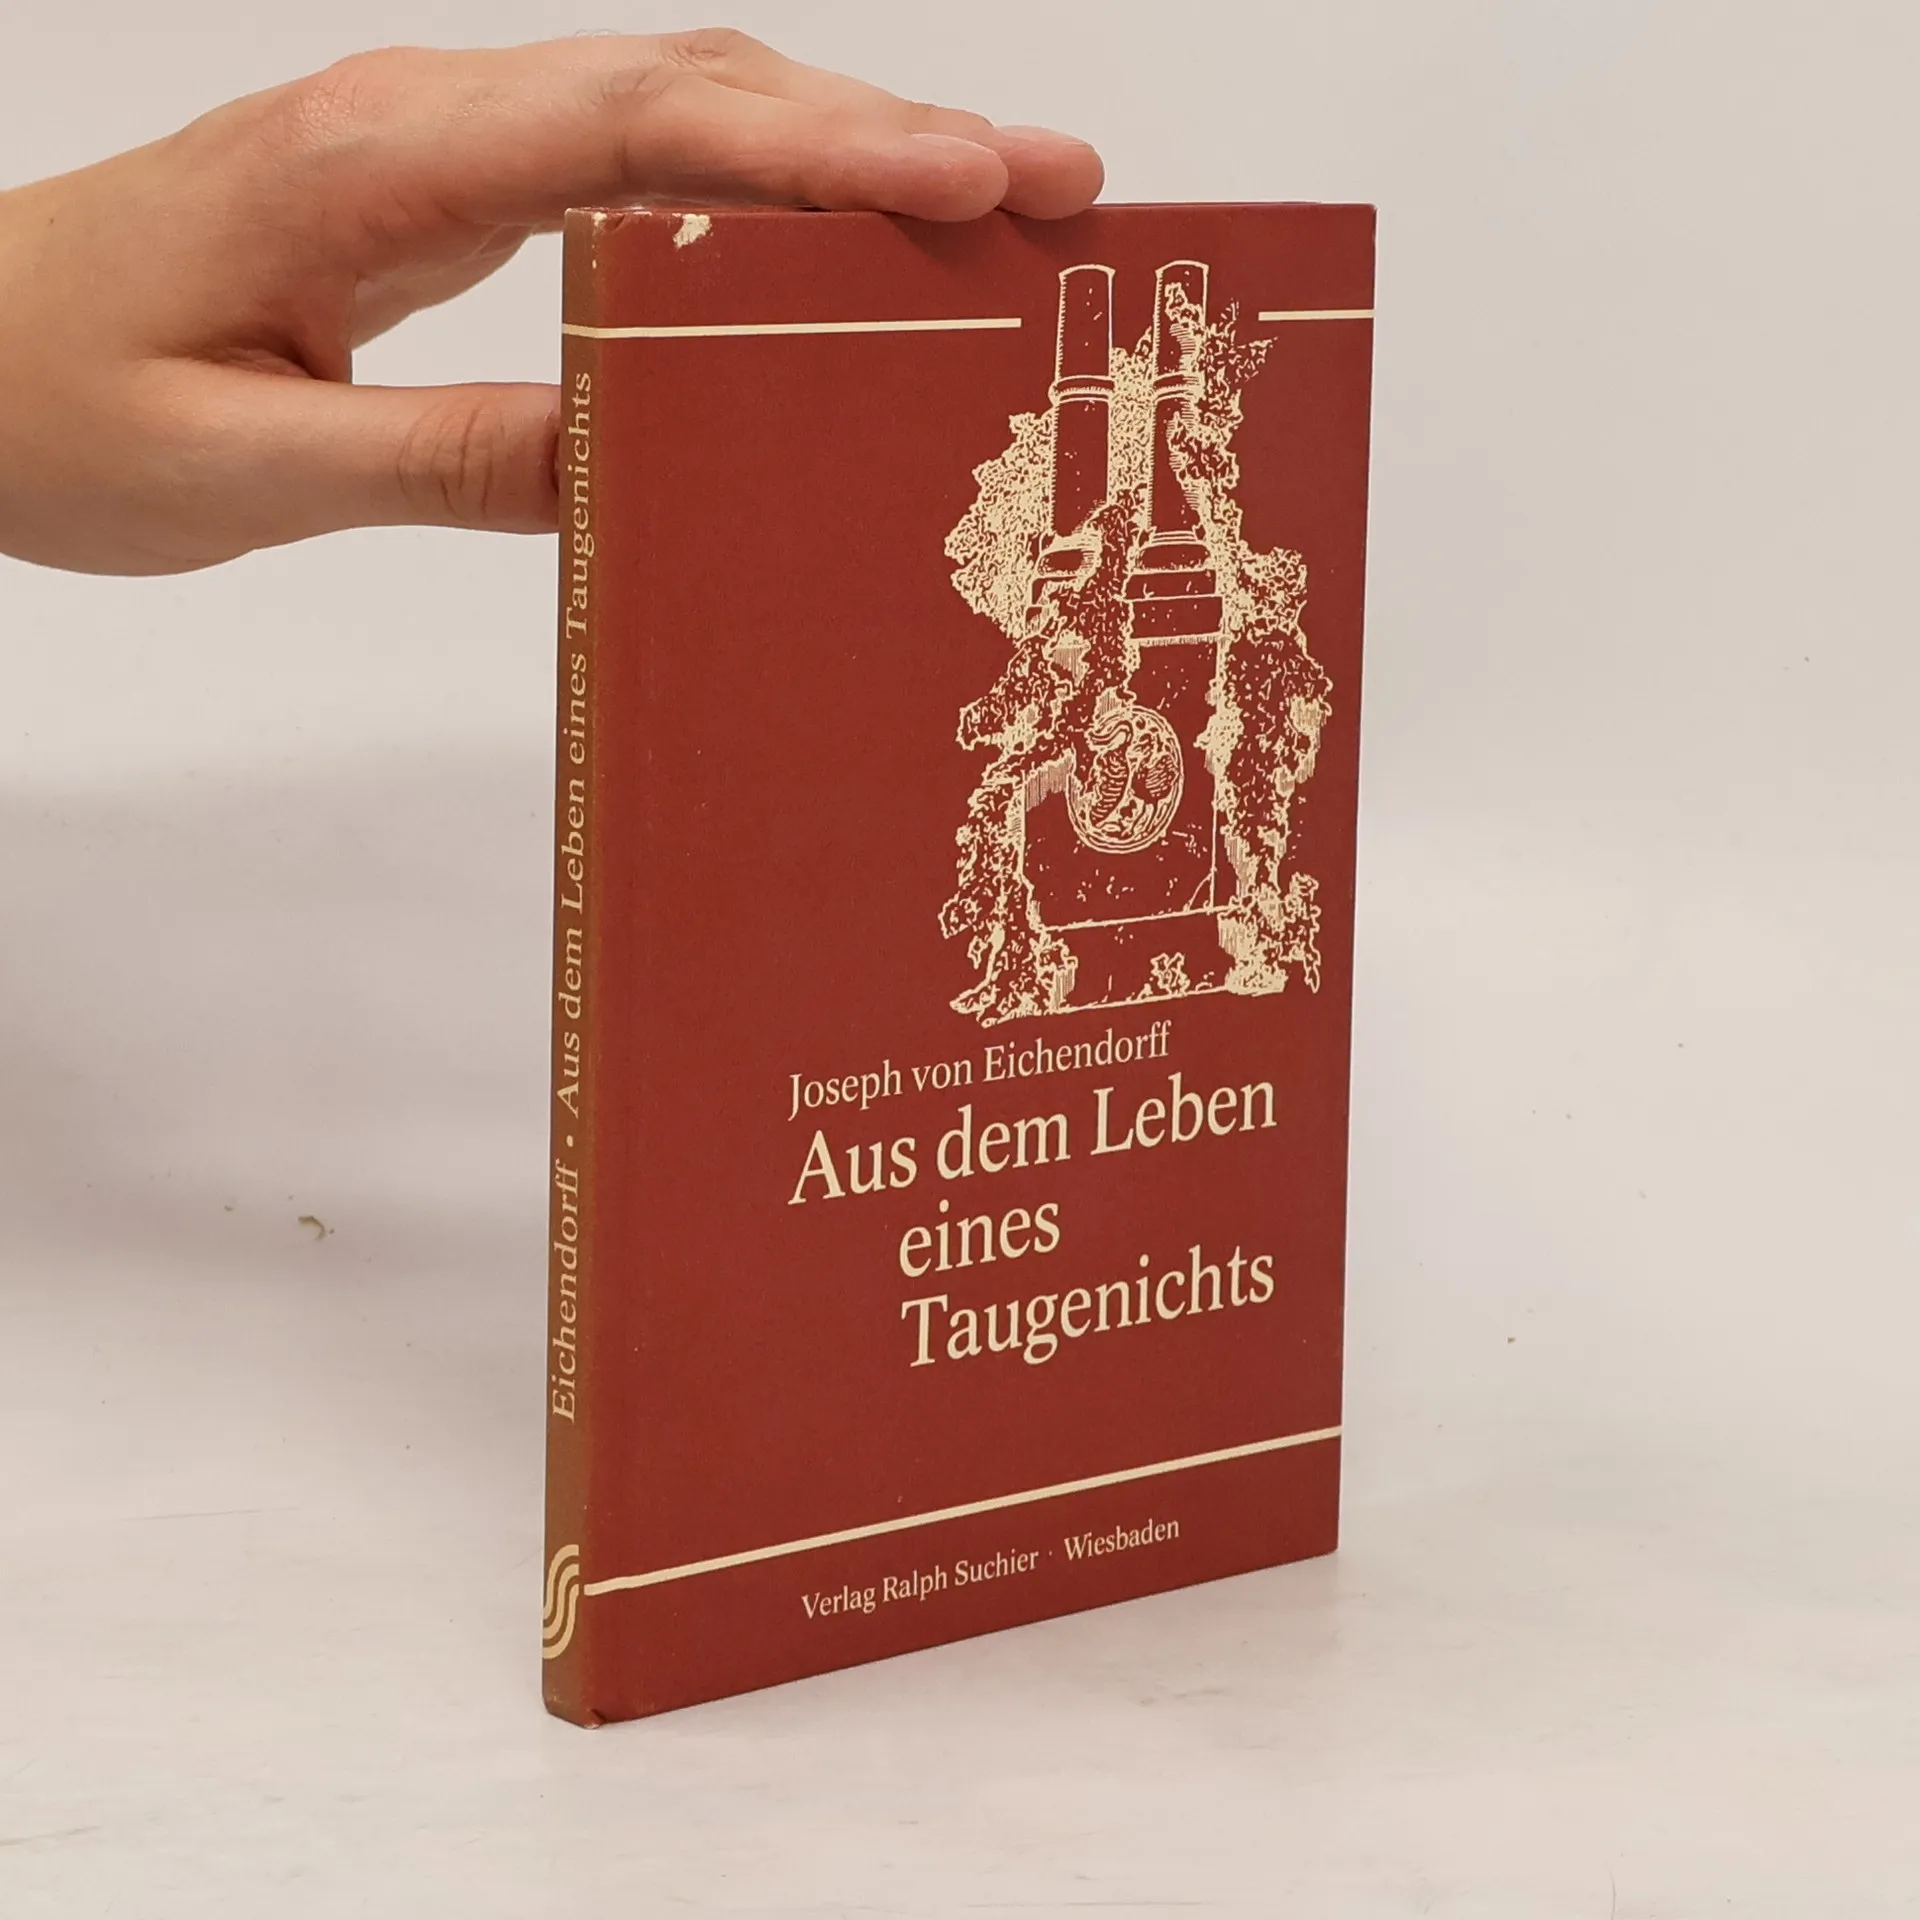 Eichendorff • Aus dem Leben eines Taugenichts
Joseph von Eichendorff
Aus dem Leben
eines
Taugenichts
Verlag Ralph Suchier · Wiesbaden